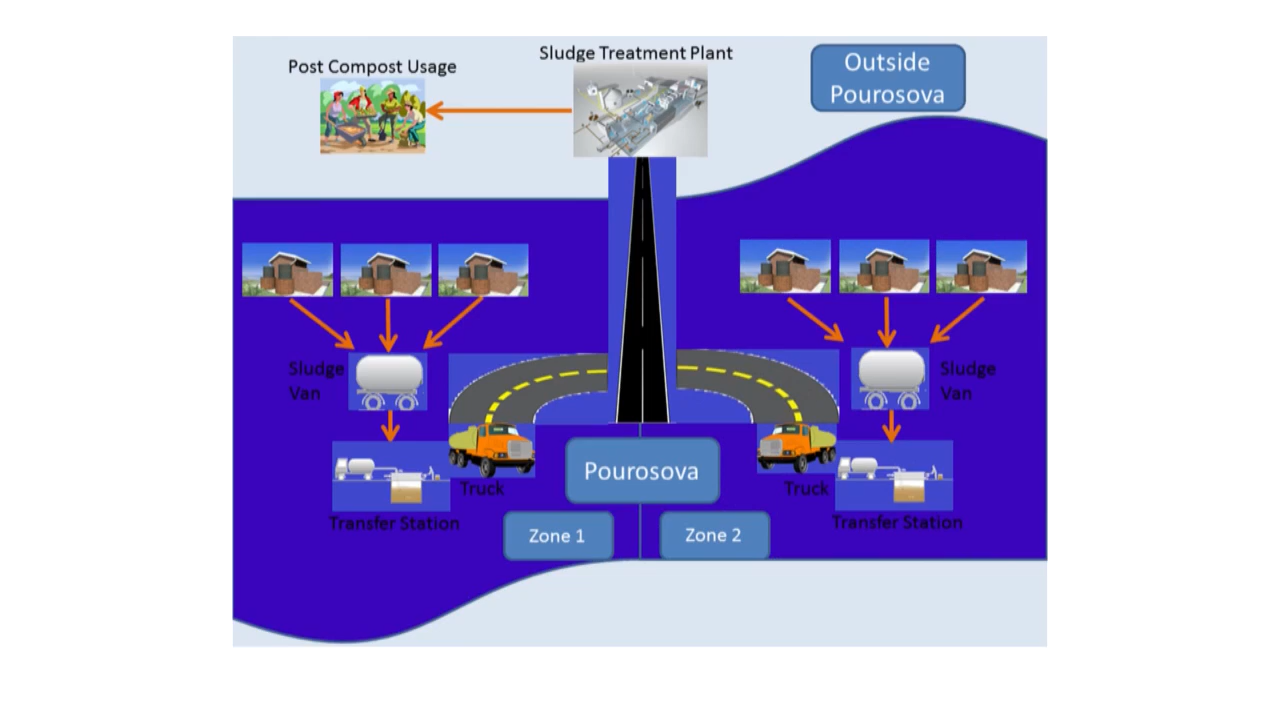 Post Compost Usage
Sludge Treatment Plant
Outside
Pourosova
Sludge
Van
Sludge
Van
Truck
Transfer Station
Pourosova
Truck
Transfer Station
Zone 1
Zone 2